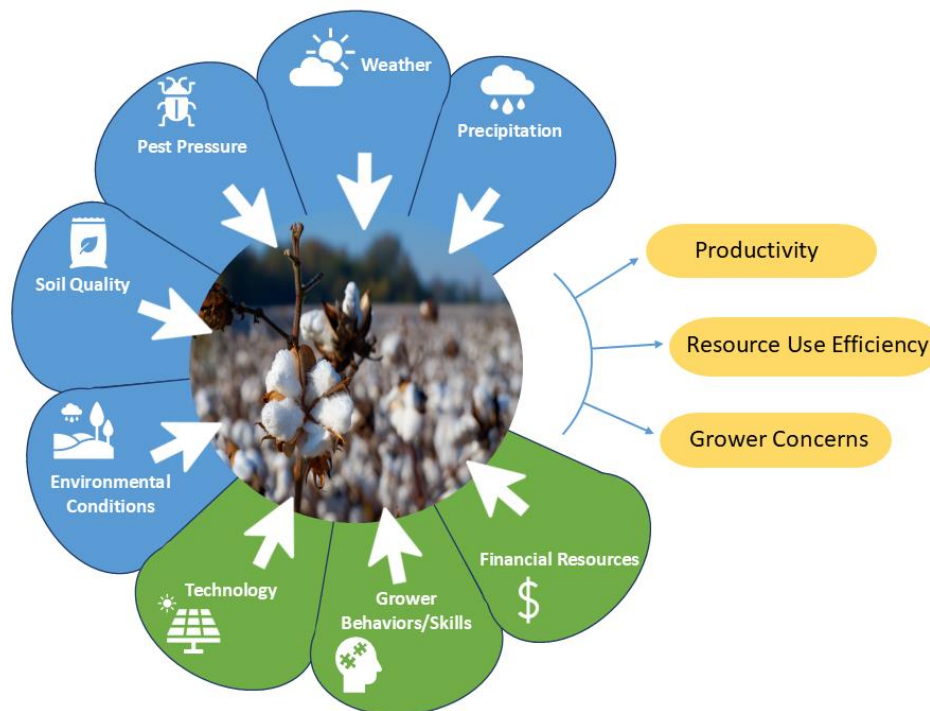 Weather
Precipitation
Pest Pressure
Soil Quality
Environmental
Conditions
Technology
Grower
Behaviors/Skills
Financial Resources
$
Productivity
Resource Use Efficiency
Grower Concerns